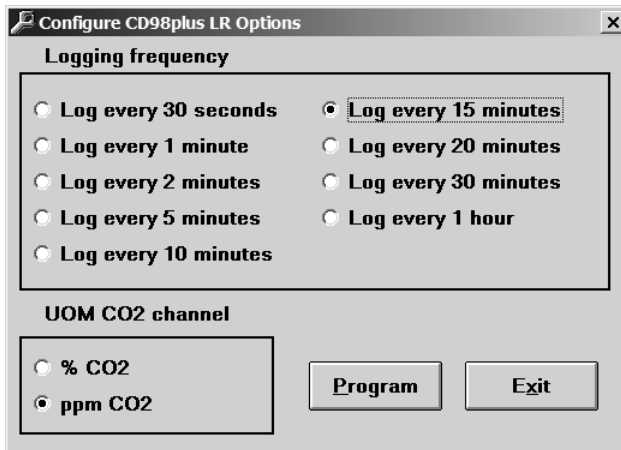 Configure CD98plus LR Options
Logging frequency
Log every 30 seconds
Log every 1 minute
Log every 2 minutes
Log every 5 minutes
Log every 10 minutes
Log every 15 minutes
Log every 20 minutes
Log every 30 minutes
Log every 1 hour
UOM CO2 channel
% CO2
ppm CO2
Program
Exit